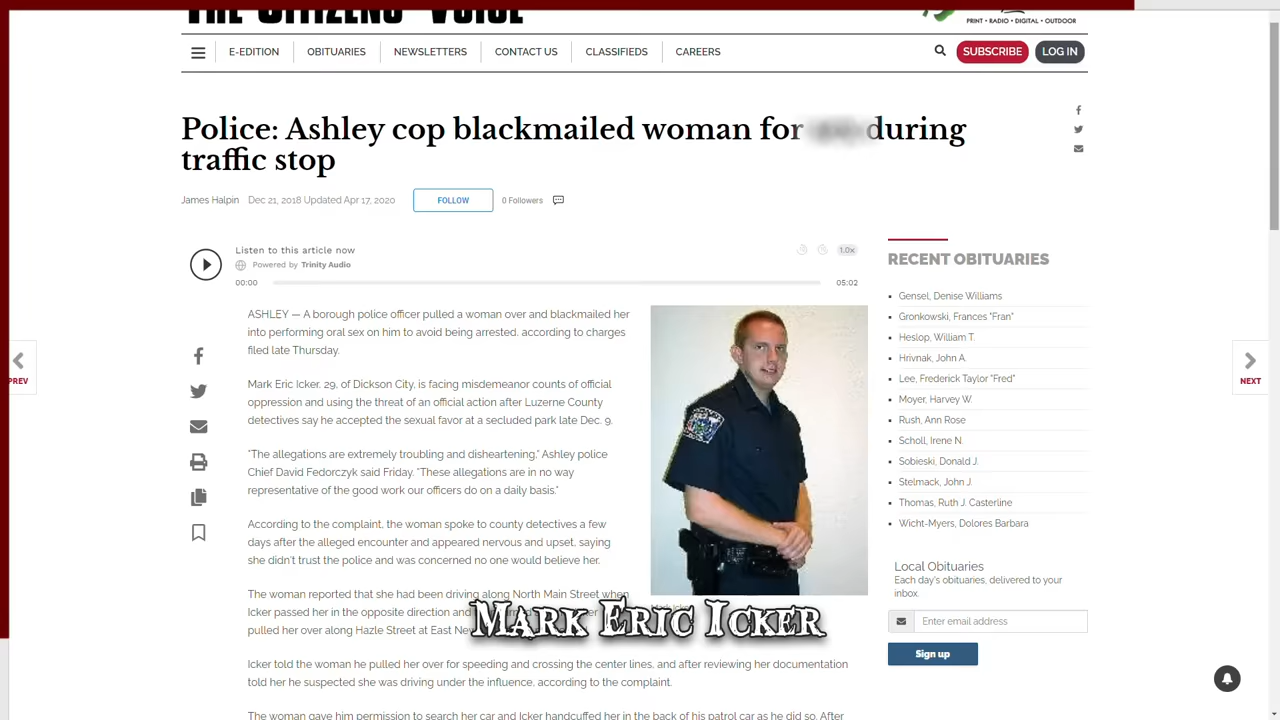 THE CITIZENS' VOICE
PRINT • RADIO • DIGITAL • OUTDOOR
E-EDITION
OBITUARIES
NEWSLETTERS
CONTACT US
CLASSIFIEDS
CAREERS
SUBSCRIBE
LOG IN
Police: Ashley cop blackmailed woman for during
traffic stop
James Halpin Dec 21, 2018 Updated Apr 17, 2020
FOLLOW
0 Followers
Listen to this article now
Powered by Trinity Audio
1.0x
00:00
05:02
ASHLEY — A borough police officer pulled a woman over and blackmailed her
into performing oral sex on him to avoid being arrested, according to charges
filed late Thursday.
Mark Eric Icker, 29, of Dickson City, is facing misdemeanor counts of official
oppression and using the threat of an official action after Luzerne County
detectives say he accepted the sexual favor at a secluded park late Dec. 9.
"The allegations are extremely troubling and disheartening," Ashley police
Chief David Fedorczyk said Friday. "These allegations are in no way
representative of the good work our officers do on a daily basis."
According to the complaint, the woman spoke to county detectives a few
days after the alleged encounter and appeared nervous and upset, saying
she didn't trust the police and was concerned no one would believe her.
The woman reported that she had been driving along North Main Street when
Icker passed her in the opposite direction and
pulled her over along Hazle Street at East
MARK ERIC ICKER
Icker told the woman he pulled her over for speeding and crossing the center lines, and after reviewing her documentation
told her he suspected she was driving under the influence, according to the complaint.
The woman gave him permission to search her car and Icker handcuffed her in the back of his patrol car as he did so. After
RECENT OBITUARIES
Gensel, Denise Williams
Gronkowski, Frances "Fran"
Heslop, William T.
Hrivnak, John A.
Lee, Frederick Taylor "Fred"
Moyer, Harvey W.
Rush, Ann Rose
Scholl, Irene N.
Sobieski, Donald J.
Stelmack, John J.
Thomas, Ruth J. Casterline
Wicht-Myers, Dolores Barbara
Local Obituaries
Each day's obituaries, delivered to your
inbox.
Enter email address
Sign up
PREV
NEXT